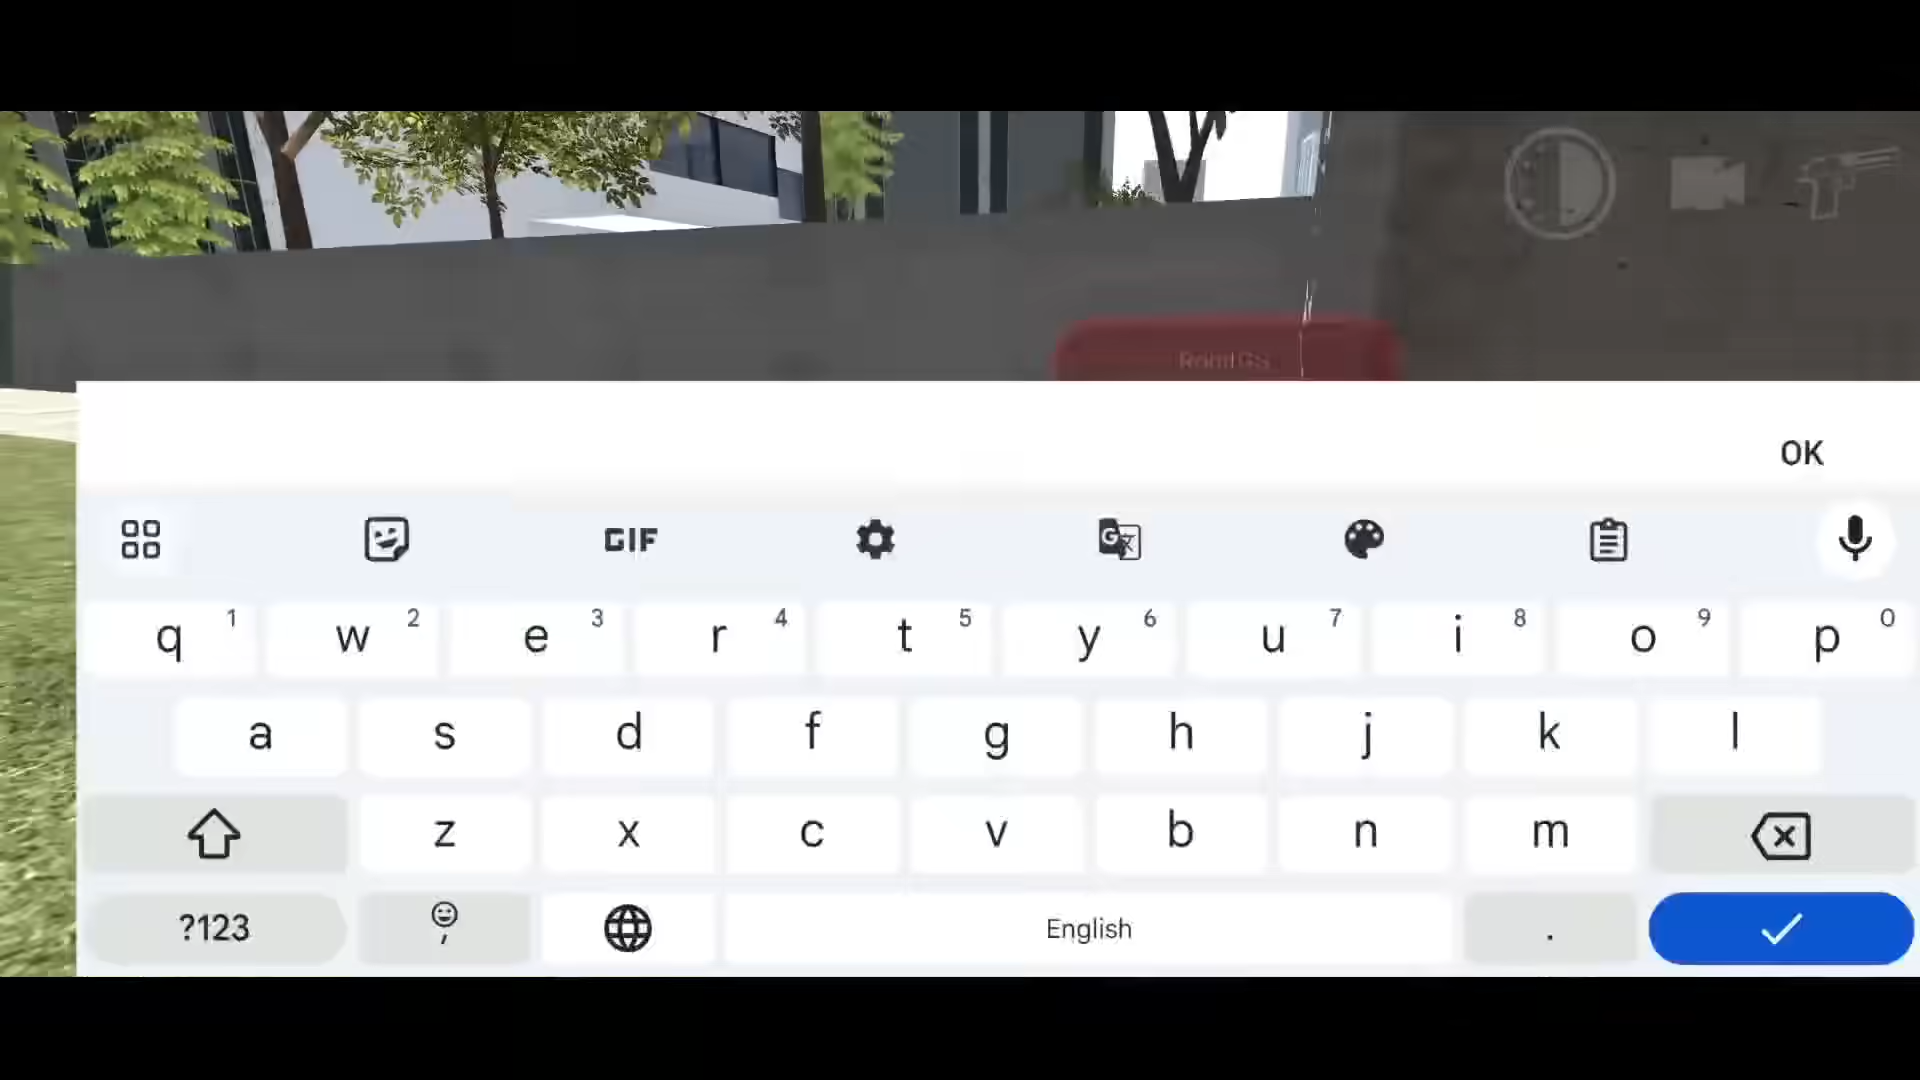 OK
GIF
q 1 w 2 e 3 r 4 t 5 y 6 u 7 i 8 o 9 p 0
a s d f g h j k l
z x c v b n m
?123 , English .